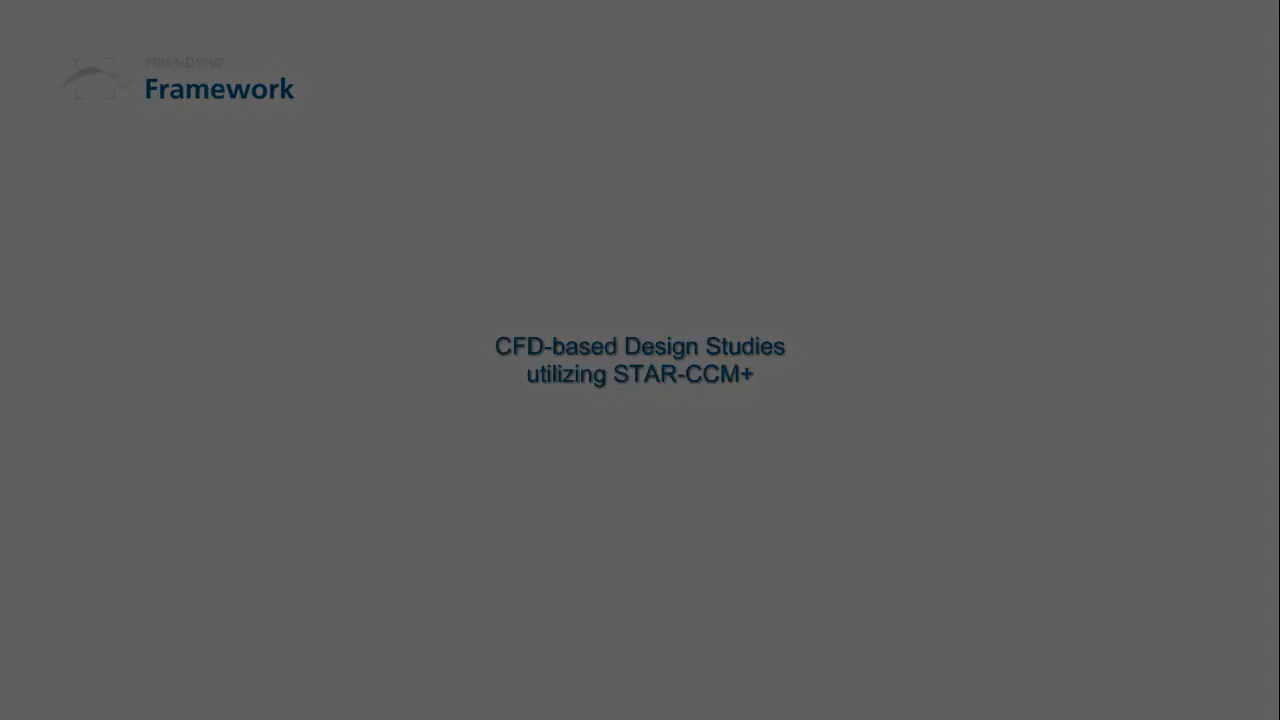 FRIENDSHIP
Framework
CFD-based Design Studies
utilizing STAR-CCM+